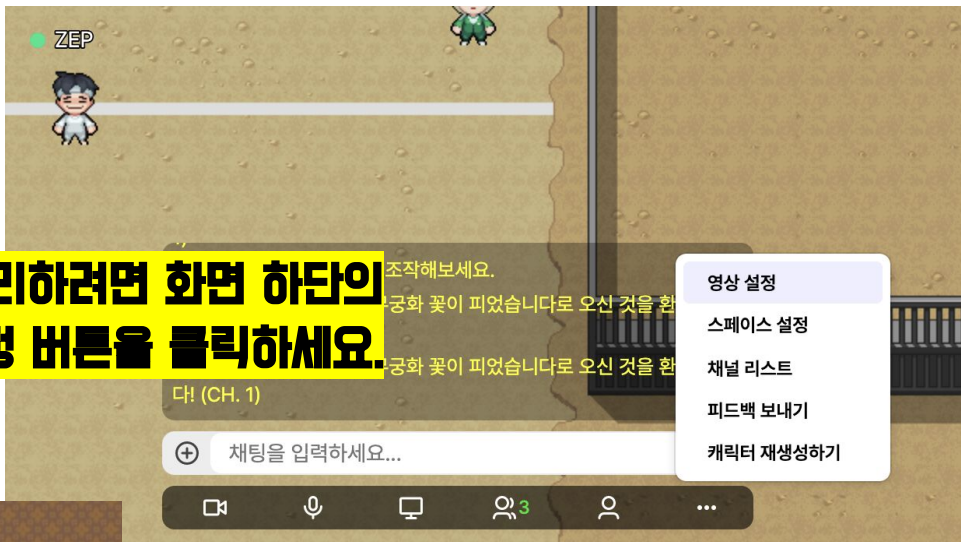 ZEP
조작해보세요.
리하려면 화면 하단의
궁화 꽃이 피었습니다로 오신 것을 환
버튼을 클릭하세요.
궁화 꽃이 피었습니다로 오신 것을 환
다! (CH. 1)
채팅을 입력하세요...
3
영상 설정
스페이스 설정
채널 리스트
피드백 보내기
캐릭터 재생성하기